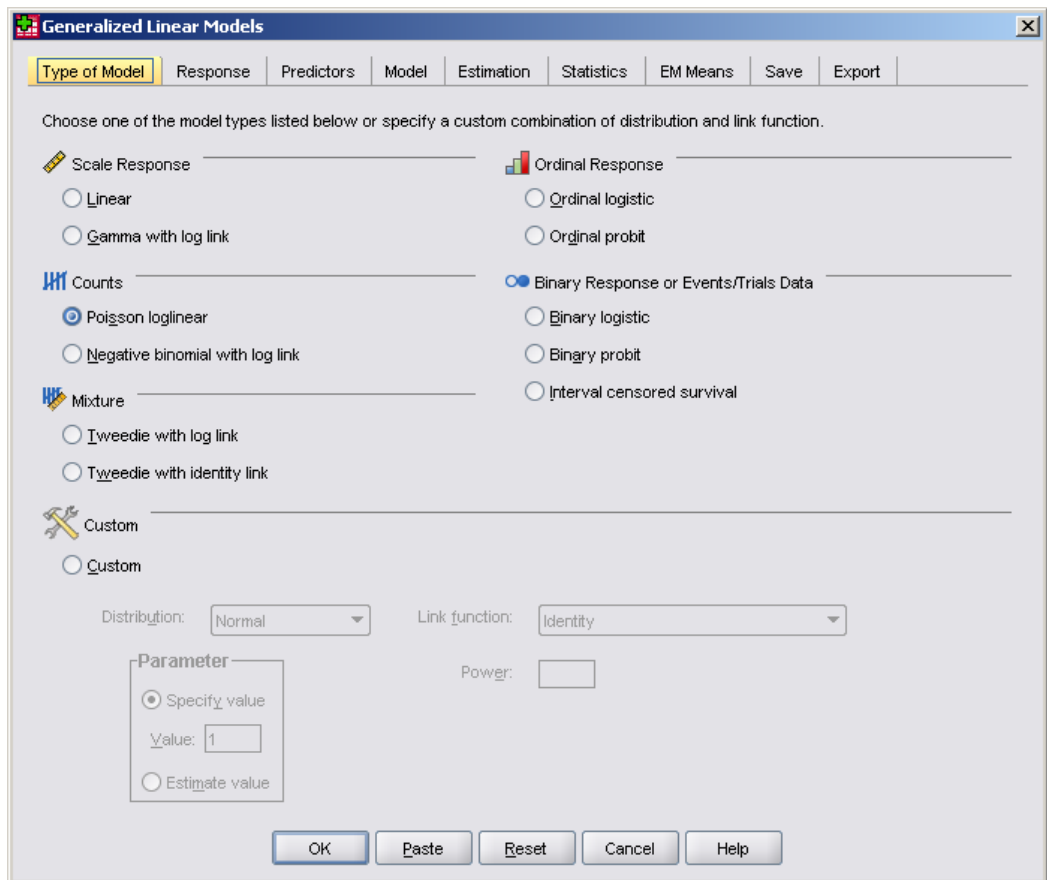 Generalized Linear Models
Type of Model Response Predictors Model Estimation Statistics EM Means Save Export
Choose one of the model types listed below or specify a custom combination of distribution and link function.
Scale Response
Linear
Gamma with log link
Ordinal Response
Ordinal logistic
Ordinal probit
Counts
Poisson loglinear
Negative binomial with log link
Binary Response or Events/Trials Data
Binary logistic
Binary probit
Interval censored survival
Mixture
Tweedie with log link
Tweedie with identity link
Custom
Custom
Distribution: Normal Link function: Identity
Parameter
Specify value
Value: 1
Estimate value
Power:
OK Paste Reset Cancel Help